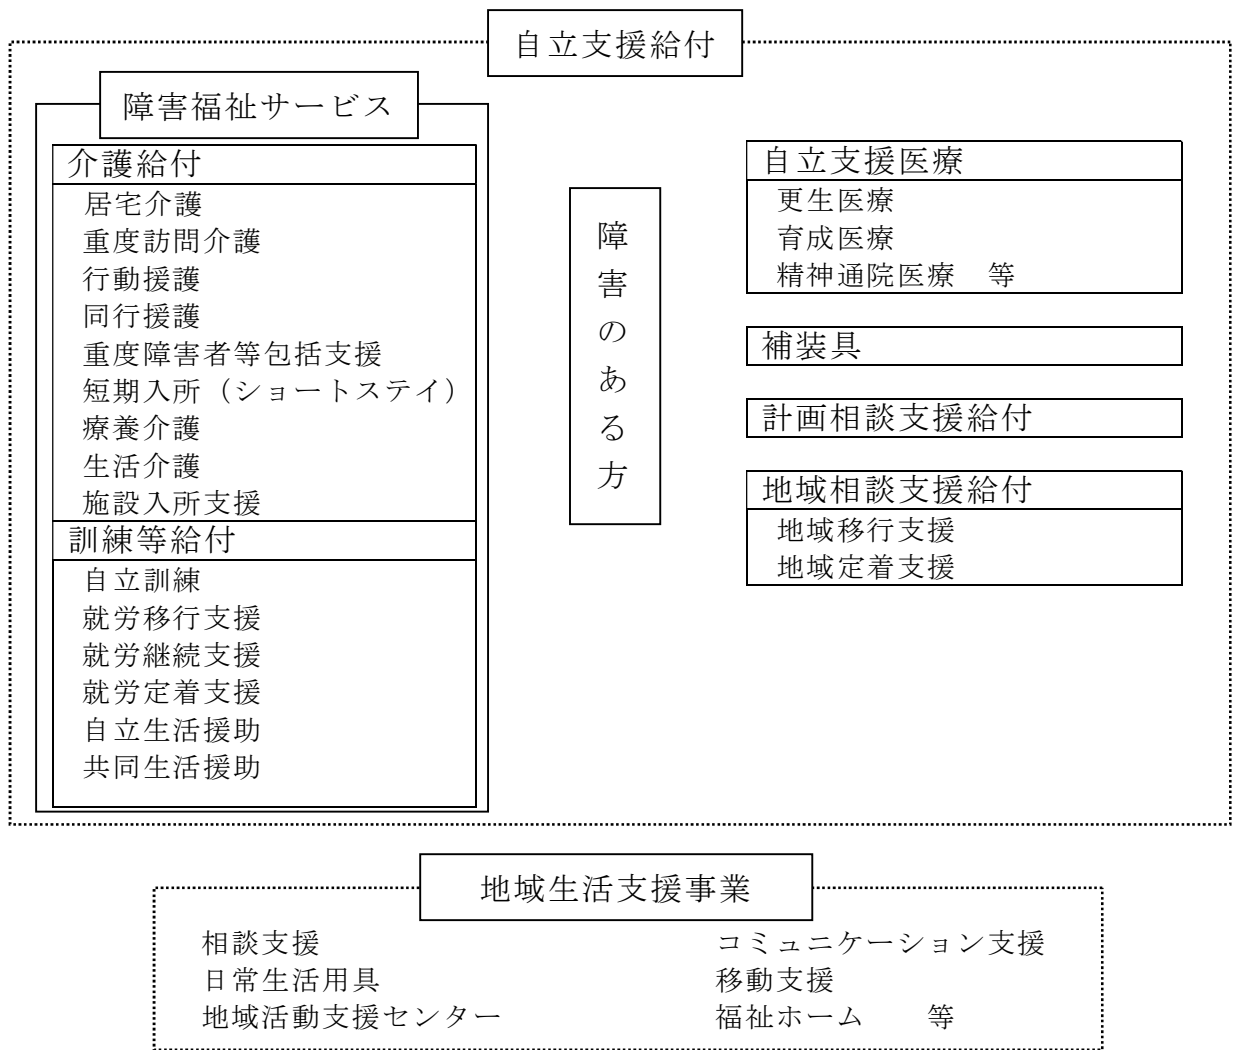 自立支援給付
障害福祉サービス
介護給付
居宅介護
重度訪問介護
行動援護
同行援護
重度障害者等包括支援
短期入所（ショートステイ）
療養介護
生活介護
施設入所支援
訓練等給付
自立訓練
就労移行支援
就労継続支援
就労定着支援
自立生活援助
共同生活援助
障害のある方
自立支援医療
更生医療
育成医療
精神通院医療　等
補装具
計画相談支援給付
地域相談支援給付
地域移行支援
地域定着支援
地域生活支援事業
相談支援
日常生活用具
地域活動支援センター
コミュニケーション支援
移動支援
福祉ホーム　　等